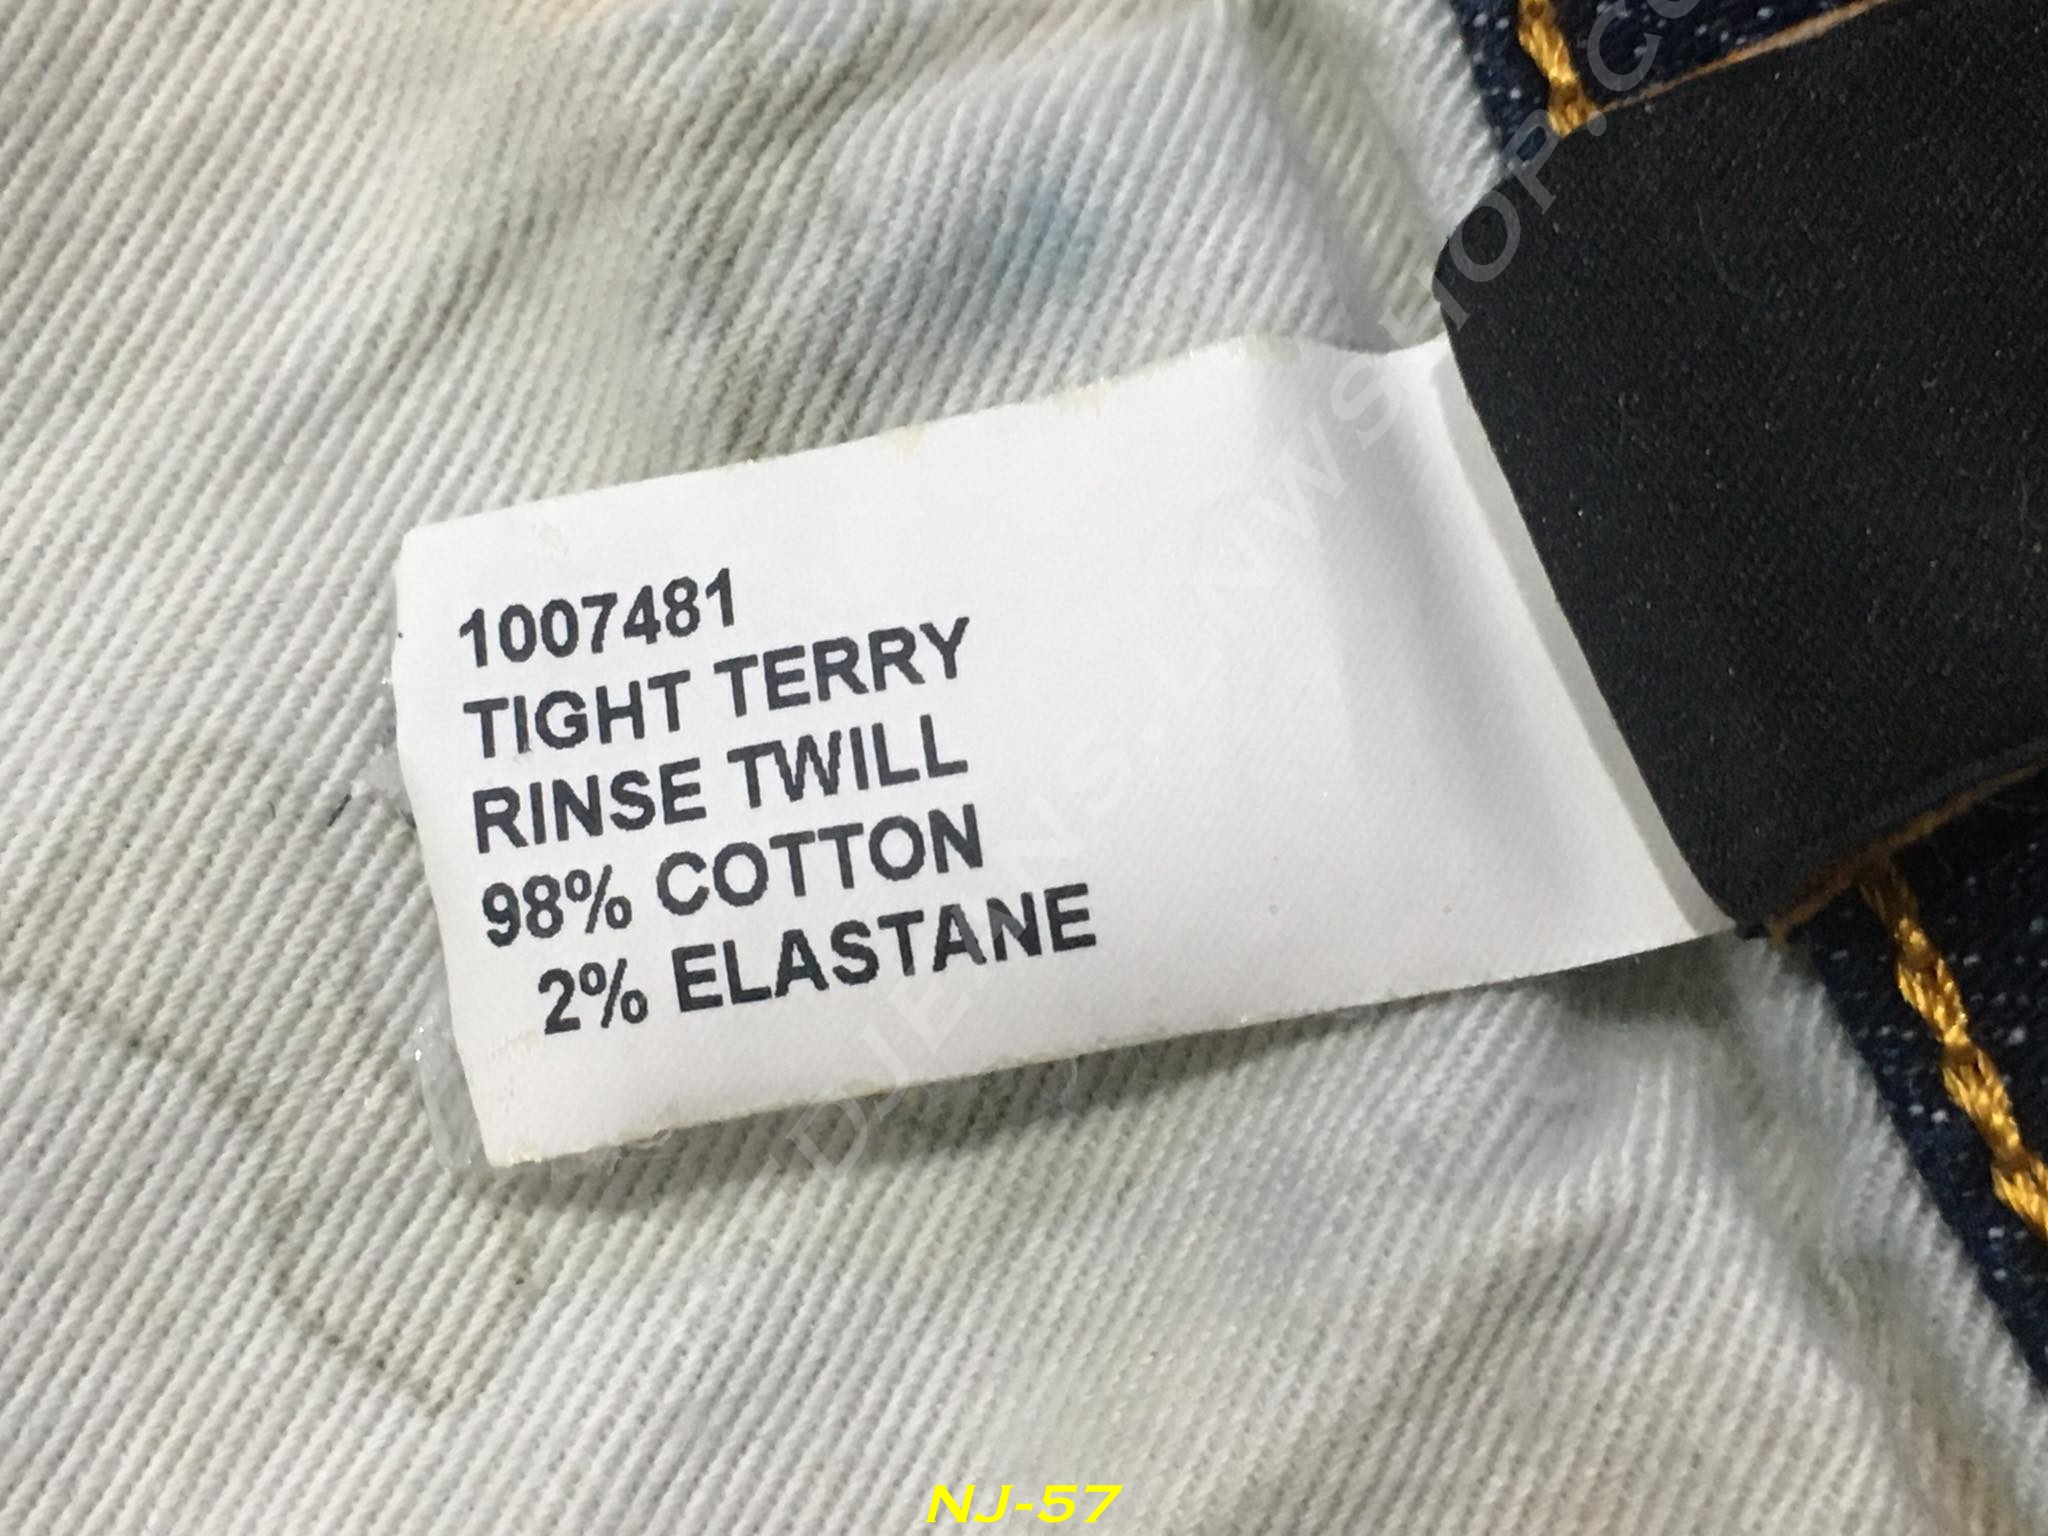 1007481
TIGHT TERRY
RINSE TWILL
98% COTTON
2% ELASTANE
NJ-57